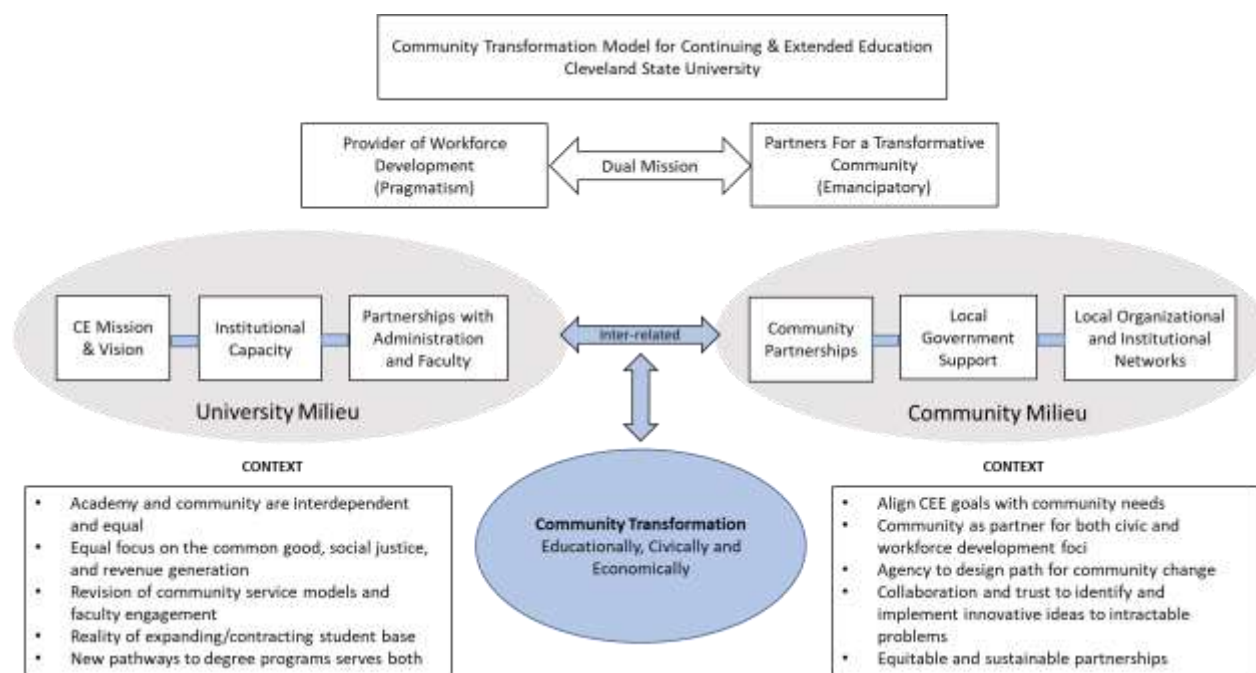 Community Transformation Model for Continuing & Extended Education
Cleveland State University
Provider of Workforce
Development
(Pragmatism)
Dual Mission
Partners For a Transformative
Community
(Emancipatory)
CE Mission
& Vision
Institutional
Capacity
Partnerships with
Administration
and Faculty
University Milieu
Inter-related
Community
Partnerships
Local
Government
Support
Local Organizational
and Institutional
Networks
Community Milieu
CONTEXT
• Academy and community are interdependent
and equal
• Equal focus on the common good, social justice,
and revenue generation
• Revision of community service models and
faculty engagement
• Reality of expanding/contracting student base
• New pathways to degree programs serves both
Community Transformation
Educationally, Civically and
Economically
CONTEXT
• Align CEE goals with community needs
• Community as partner for both civic and
workforce development foci
• Agency to design path for community change
• Collaboration and trust to identify and
implement innovative ideas to intractable
problems
• Equitable and sustainable partnerships